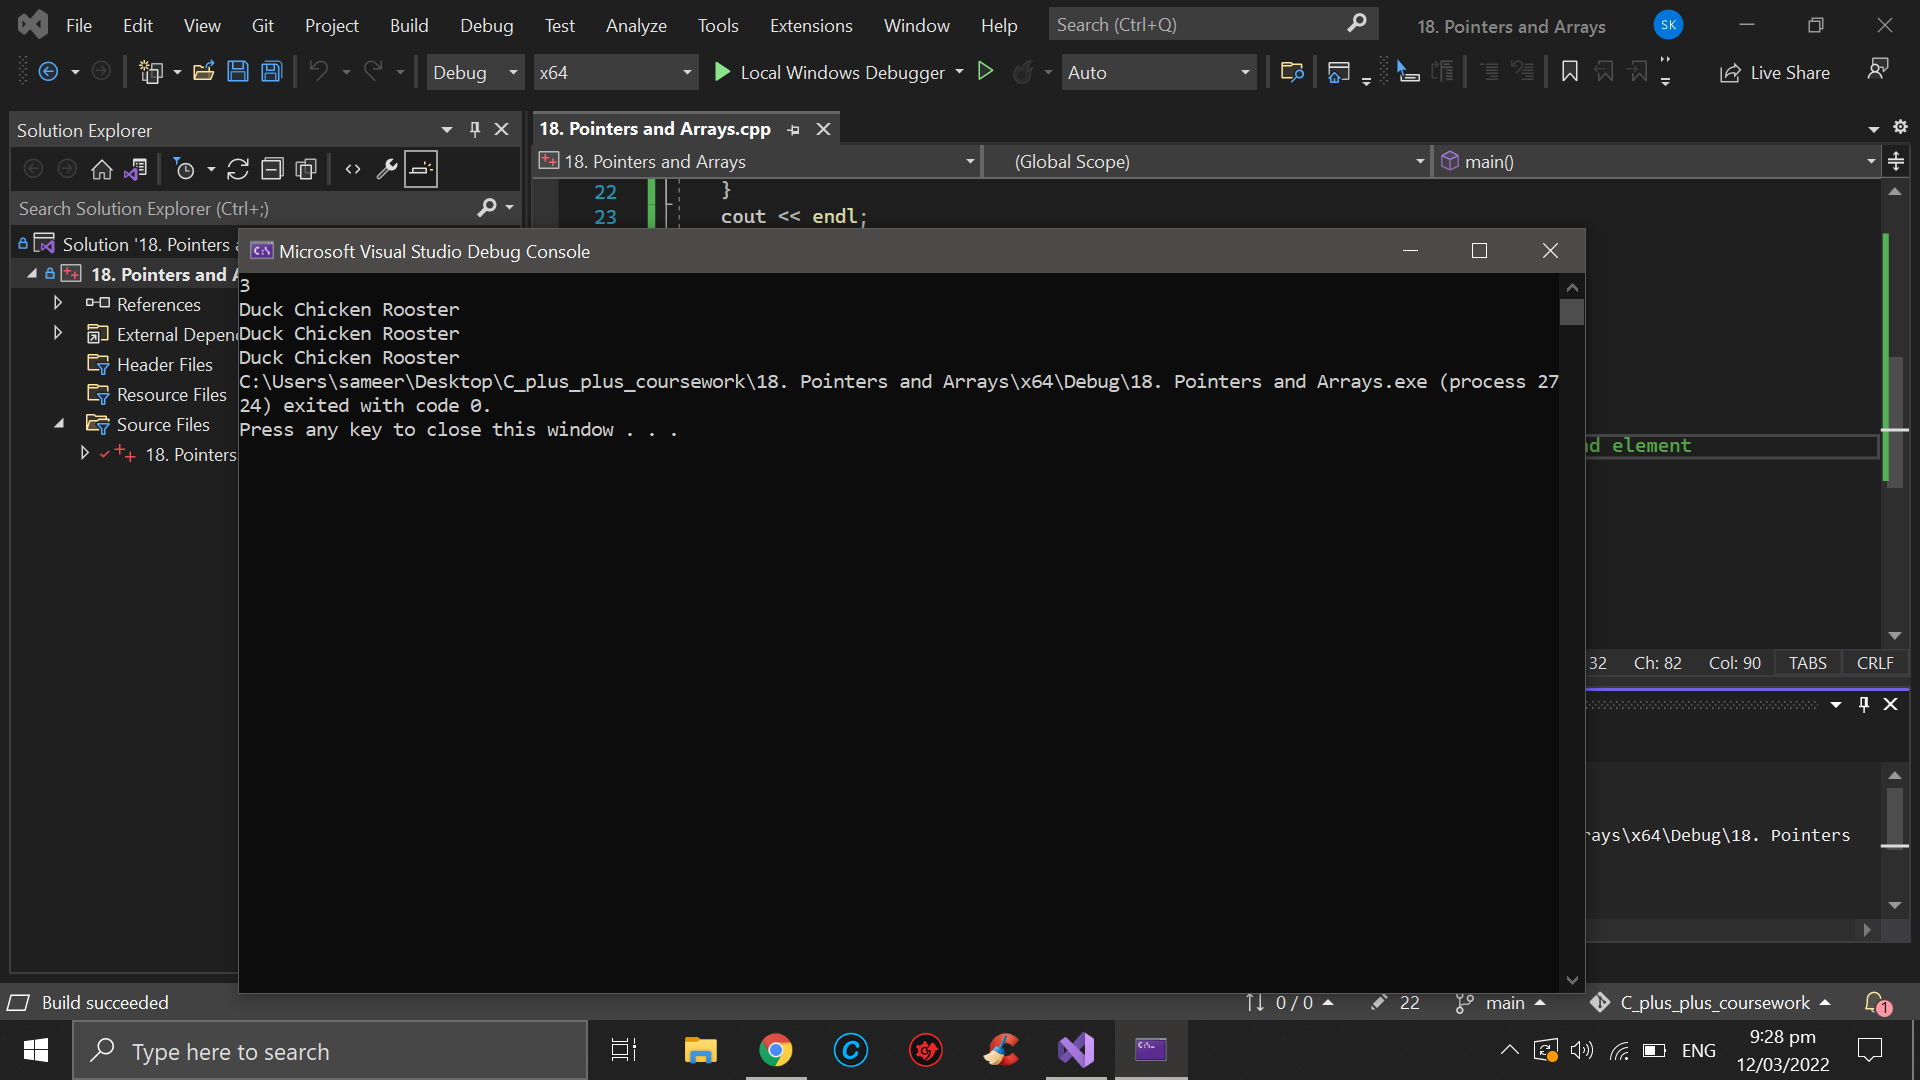 File Edit View Git Project Build Debug Test Analyze Tools Extensions Window Help Search (Ctrl+Q) 18. Pointers and Arrays SK
Debug x64 Local Windows Debugger Auto Live Share
Solution Explorer
18. Pointers and Arrays.cpp
18. Pointers and Arrays (Global Scope) main()
Search Solution Explorer (Ctrl+;)
22 }
23 cout << endl;
Solution '18. Pointers a
18. Pointers and A
References
External Depen
Header Files
Resource Files
Source Files
18. Pointers
Microsoft Visual Studio Debug Console
3
Duck Chicken Rooster
Duck Chicken Rooster
Duck Chicken Rooster
C:\Users\sameer\Desktop\C_plus_plus_coursework\18. Pointers and Arrays\x64\Debug\18. Pointers and Arrays.exe (process 27
24) exited with code 0.
Press any key to close this window . . .
d element
32 Ch: 82 Col: 90 TABS CRLF
rays\x64\Debug\18. Pointers
Build succeeded 0 / 0 22 main C_plus_plus_coursework 1
Type here to search ENG 9:28 pm
12/03/2022